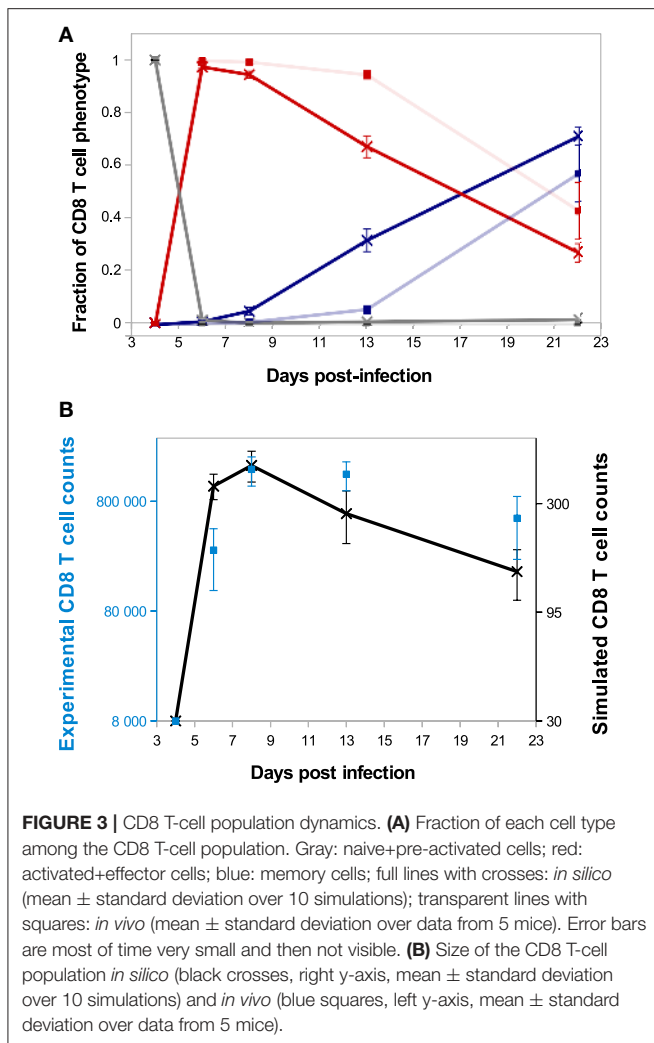 A
Fraction of CD8 T cell phenotype
1
0.8
0.6
0.4
0.2
0
3 5 7 9 11 13 15 17 19 21 23
Days post-infection
B
Experimental CD8 T cell counts
800 000
80 000
8 000
300
95
30
Simulated CD8 T cell counts
3 5 7 9 11 13 15 17 19 21 23
Days post infection
FIGURE 3 | CD8 T-cell population dynamics. (A) Fraction of each cell type
among the CD8 T-cell population. Gray: naive+pre-activated cells; red:
activated+effector cells; blue: memory cells; full lines with crosses: in silico
(mean ± standard deviation over 10 simulations); transparent lines with
squares: in vivo (mean ± standard deviation over data from 5 mice). Error bars
are most of time very small and then not visible. (B) Size of the CD8 T-cell
population in silico (black crosses, right y-axis, mean ± standard deviation
over 10 simulations) and in vivo (blue squares, left y-axis, mean ± standard
deviation over data from 5 mice).